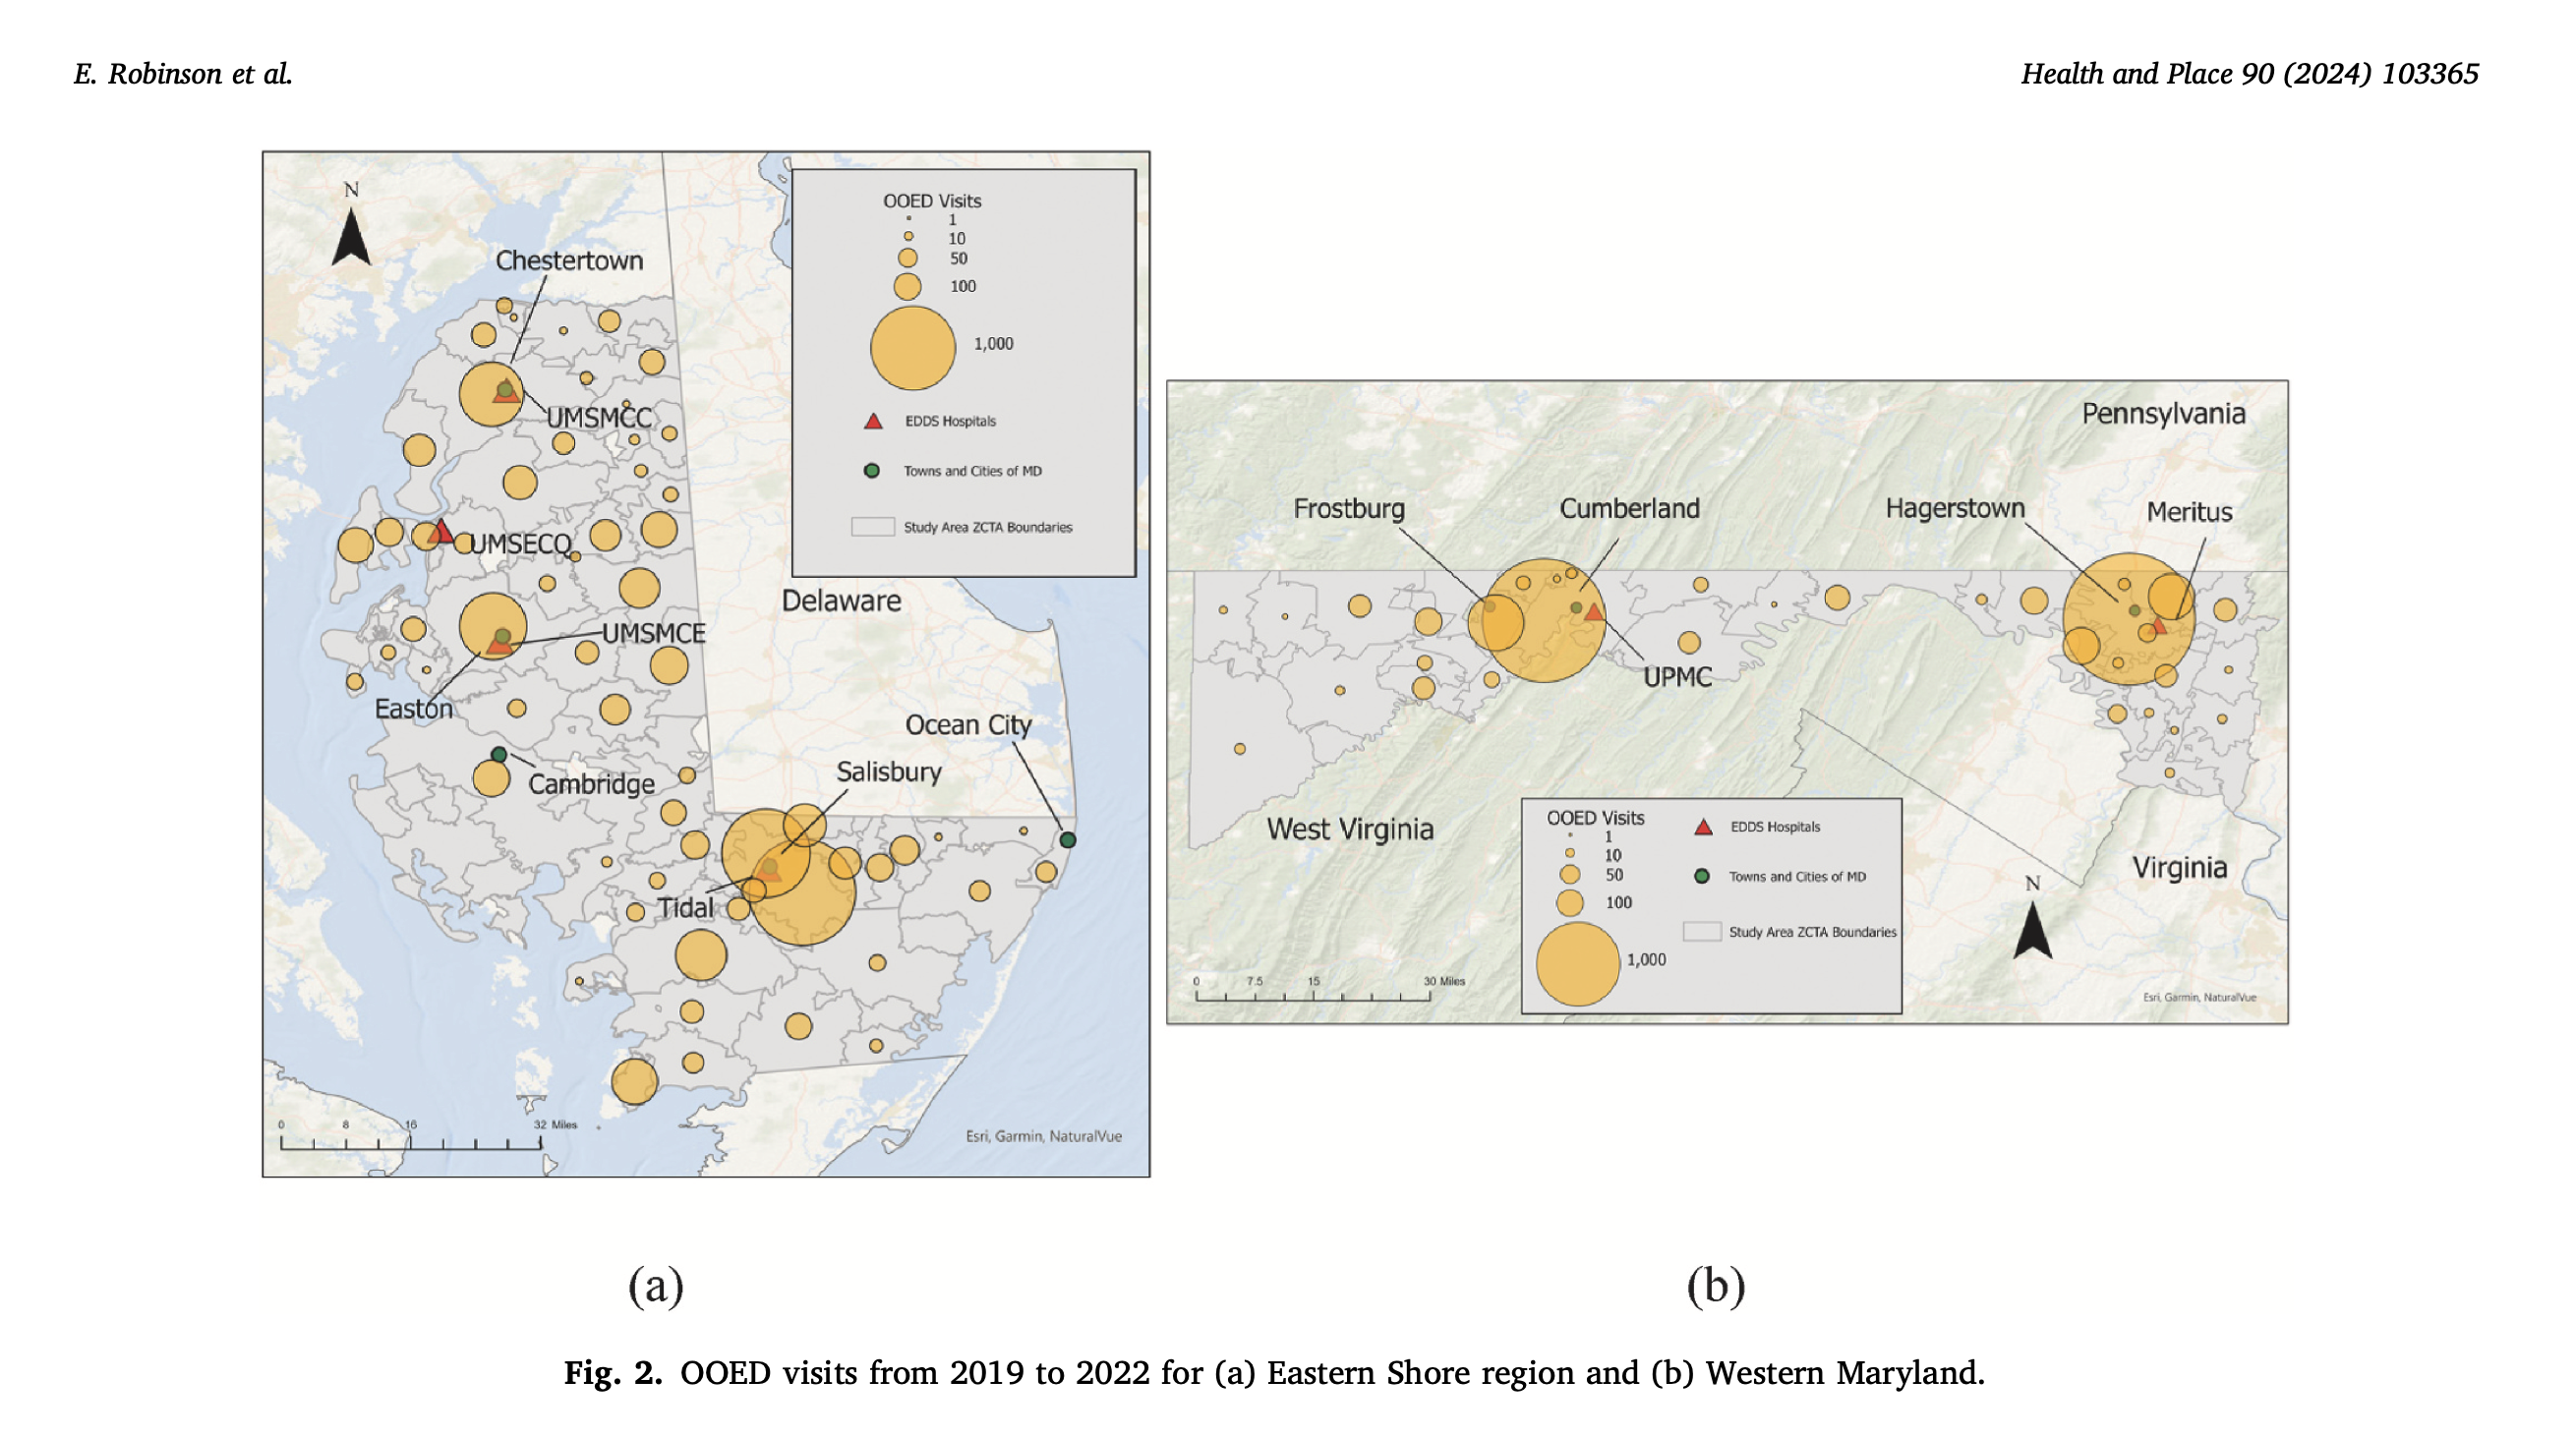 E. Robinson et al.
Health and Place 90 (2024) 103365
N
OOED Visits
1
10
50
100
1,000
EDDS Hospitals
Towns and Cities of MD
Study Area ZCTA Boundaries
Chestertown
UMSMCC
UMSECQ
Delaware
UMSMCE
Easton
Ocean City
Cambridge
Salisbury
Tidal
0 8 16 32 Miles
Esri, Garmin, NaturalVue
(a)
Pennsylvania
Frostburg
Cumberland
Hagerstown
Meritus
UPMC
West Virginia
Virginia
OOED Visits
1
10
50
100
1,000
EDDS Hospitals
Towns and Cities of MD
Study Area ZCTA Boundaries
N
0 7.5 15 30 Miles
Esri, Garmin, NaturalVue
(b)
Fig. 2. OOED visits from 2019 to 2022 for (a) Eastern Shore region and (b) Western Maryland.